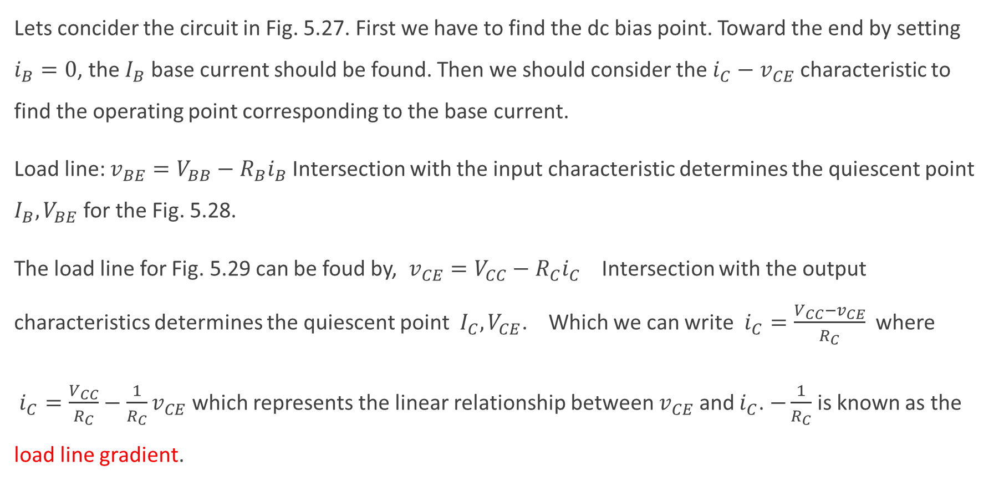 Lets concider the circuit in Fig. 5.27. First we have to find the dc bias point. Toward the end by setting
$i_B = 0$, the $I_B$ base current should be found. Then we should consider the $i_C - v_{CE}$ characteristic to
find the operating point corresponding to the base current.
Load line: $v_{BE} = V_{BB} - R_B i_B$ Intersection with the input characteristic determines the quiescent point
$I_B, V_{BE}$ for the Fig. 5.28.
The load line for Fig. 5.29 can be foud by, $v_{CE} = V_{CC} - R_C i_C$ Intersection with the output
characteristics determines the quiescent point $I_C, V_{CE}$. Which we can write $i_C = \frac{V_{CC} - v_{CE}}{R_C}$ where
$i_C = \frac{V_{CC}}{R_C} - \frac{1}{R_C} v_{CE}$ which represents the linear relationship between $v_{CE}$ and $i_C$. $-\frac{1}{R_C}$ is known as the
load line gradient.